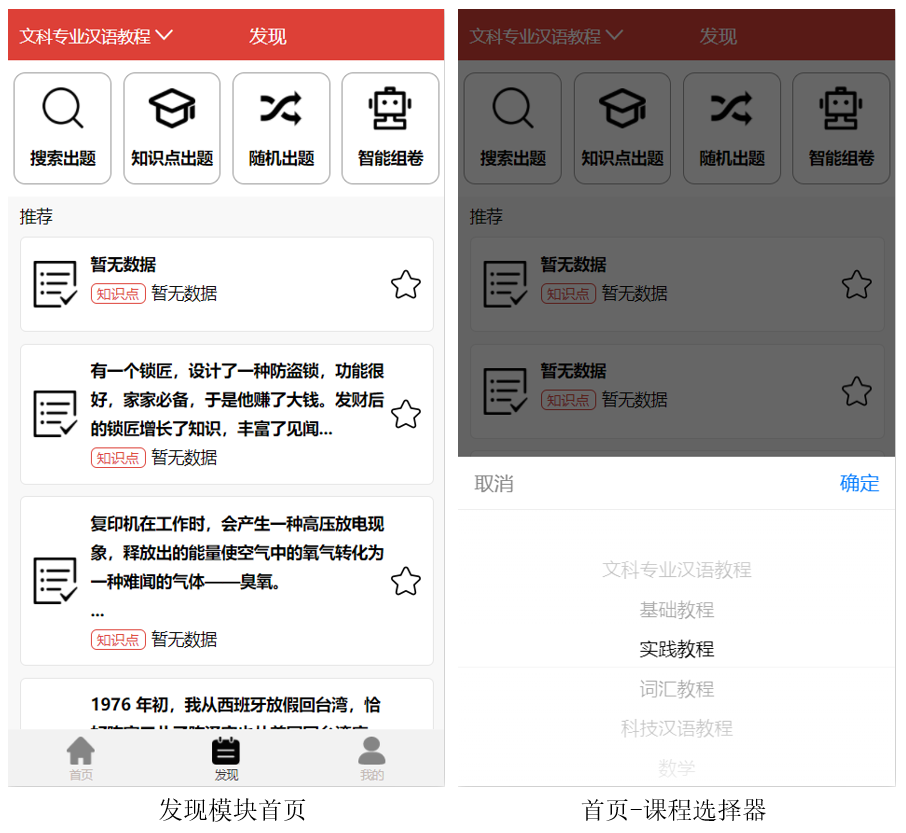 文科专业汉语教程
发现
搜索出题
知识点出题
随机出题
智能组卷
推荐
暂无数据
知识点 暂无数据
有一个锁匠，设计了一种防盗锁，功能很
好，家家必备，于是他赚了大钱。发财后
的锁匠增长了知识，丰富了见闻...
知识点 暂无数据
复印机在工作时，会产生一种高压放电现
象，释放出的能量使空气中的氧气转化为
一种难闻的气体——臭氧。
...
知识点 暂无数据
1976 年初，我从西班牙放假回台湾，恰
首页
发现
我的
发现模块首页
文科专业汉语教程
发现
搜索出题
知识点出题
随机出题
智能组卷
推荐
暂无数据
知识点 暂无数据
暂无数据
知识点 暂无数据
取消
确定
文科专业汉语教程
基础教程
实践教程
词汇教程
科技汉语教程
数学
首页-课程选择器